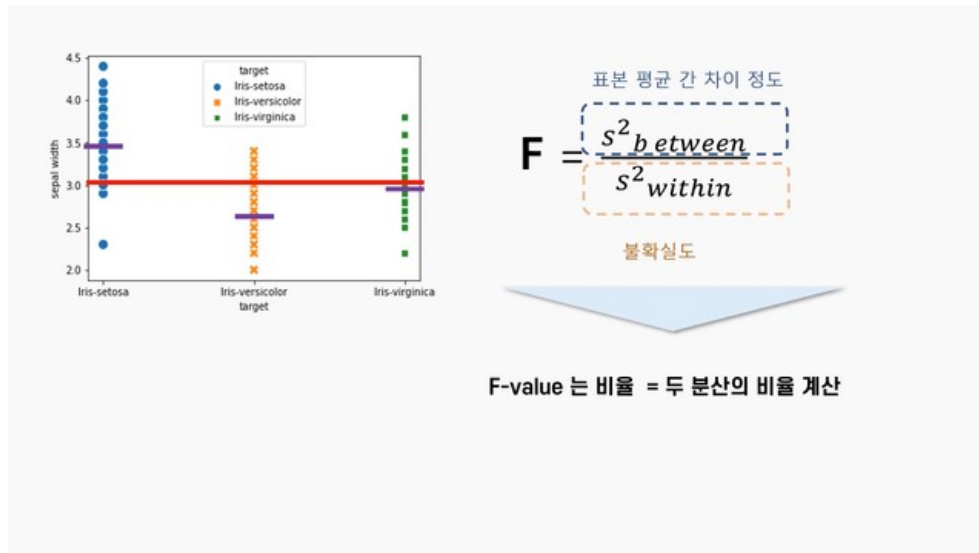 4.5
4.0
3.5
3.0
2.5
2.0
sepal width
target
Iris-setosa
Iris-versicolor
Iris-virginica
Iris-setosa
Iris-versicolor
Iris-virginica
target
표본 평균 간 차이 정도
F = S²b etween
S²within
불확실도
F-value 는 비율 = 두 분산의 비율 계산